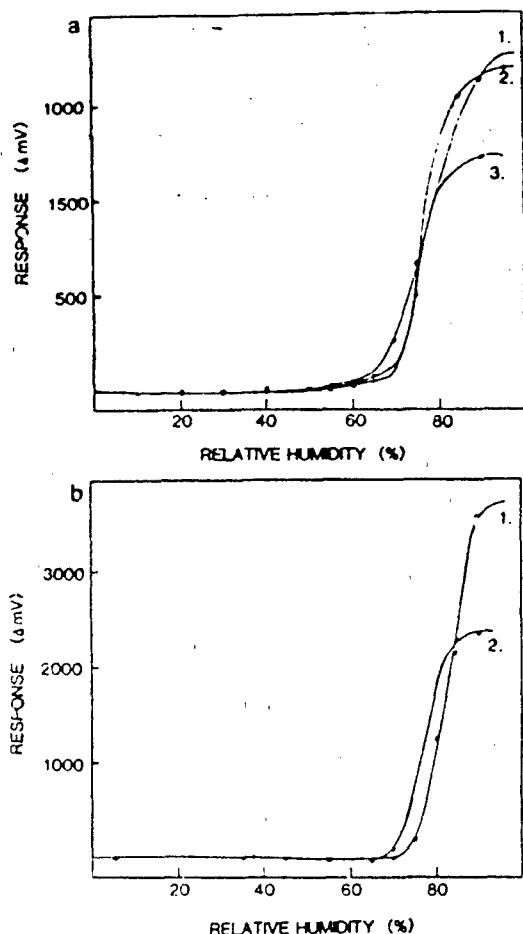 a
1.
1000
2.
3.
1500
500
RESPONSE (ΔmV)
20 40 60 80
RELATIVE HUMIDITY (%)
b
1.
3000
2.
2000
1000
RESPONSE (ΔmV)
20 40 60 80
RELATIVE HUMIDITY (%)